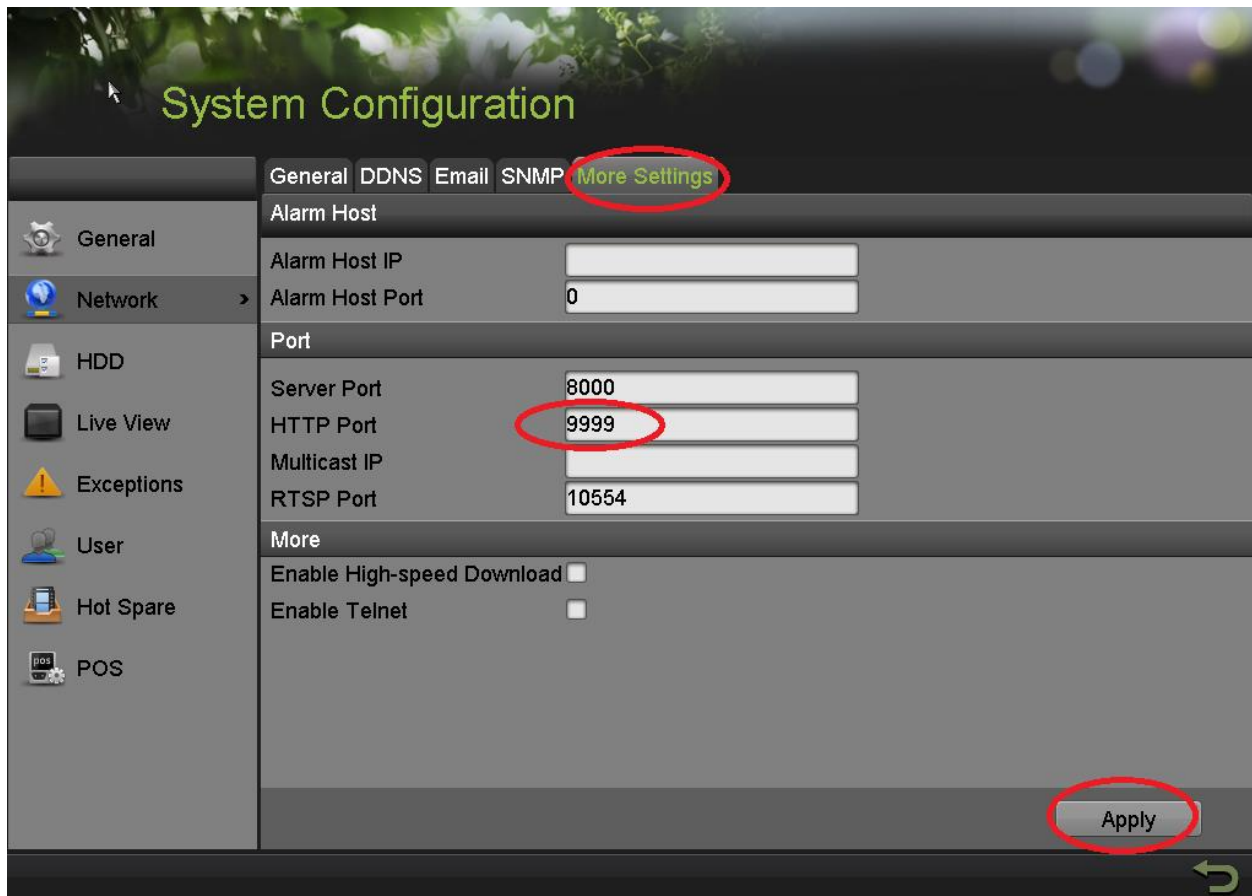 System Configuration
General DDNS Email SNMP More Settings
Alarm Host
General
Alarm Host IP
Network > Alarm Host Port 0
Port
HDD
Server Port 8000
Live View HTTP Port 9999
Multicast IP
Exceptions
RTSP Port 10554
User More
Enable High-speed Download
Hot Spare Enable Telnet
pos POS
Apply